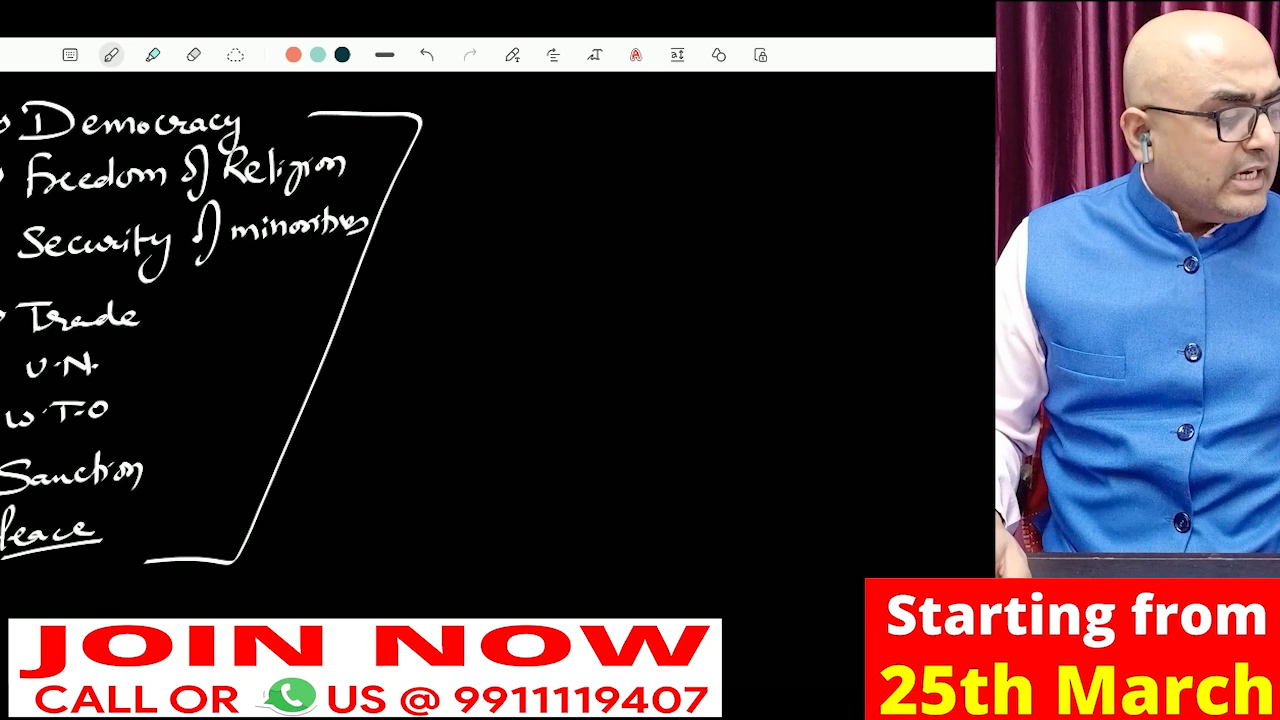 Democracy
Freedom of Religion
Security of minorities
Trade
U.N.
W.T.O
Sanction
Peace
JOIN NOW
CALL OR US @ 9911119407
Starting from
25th March